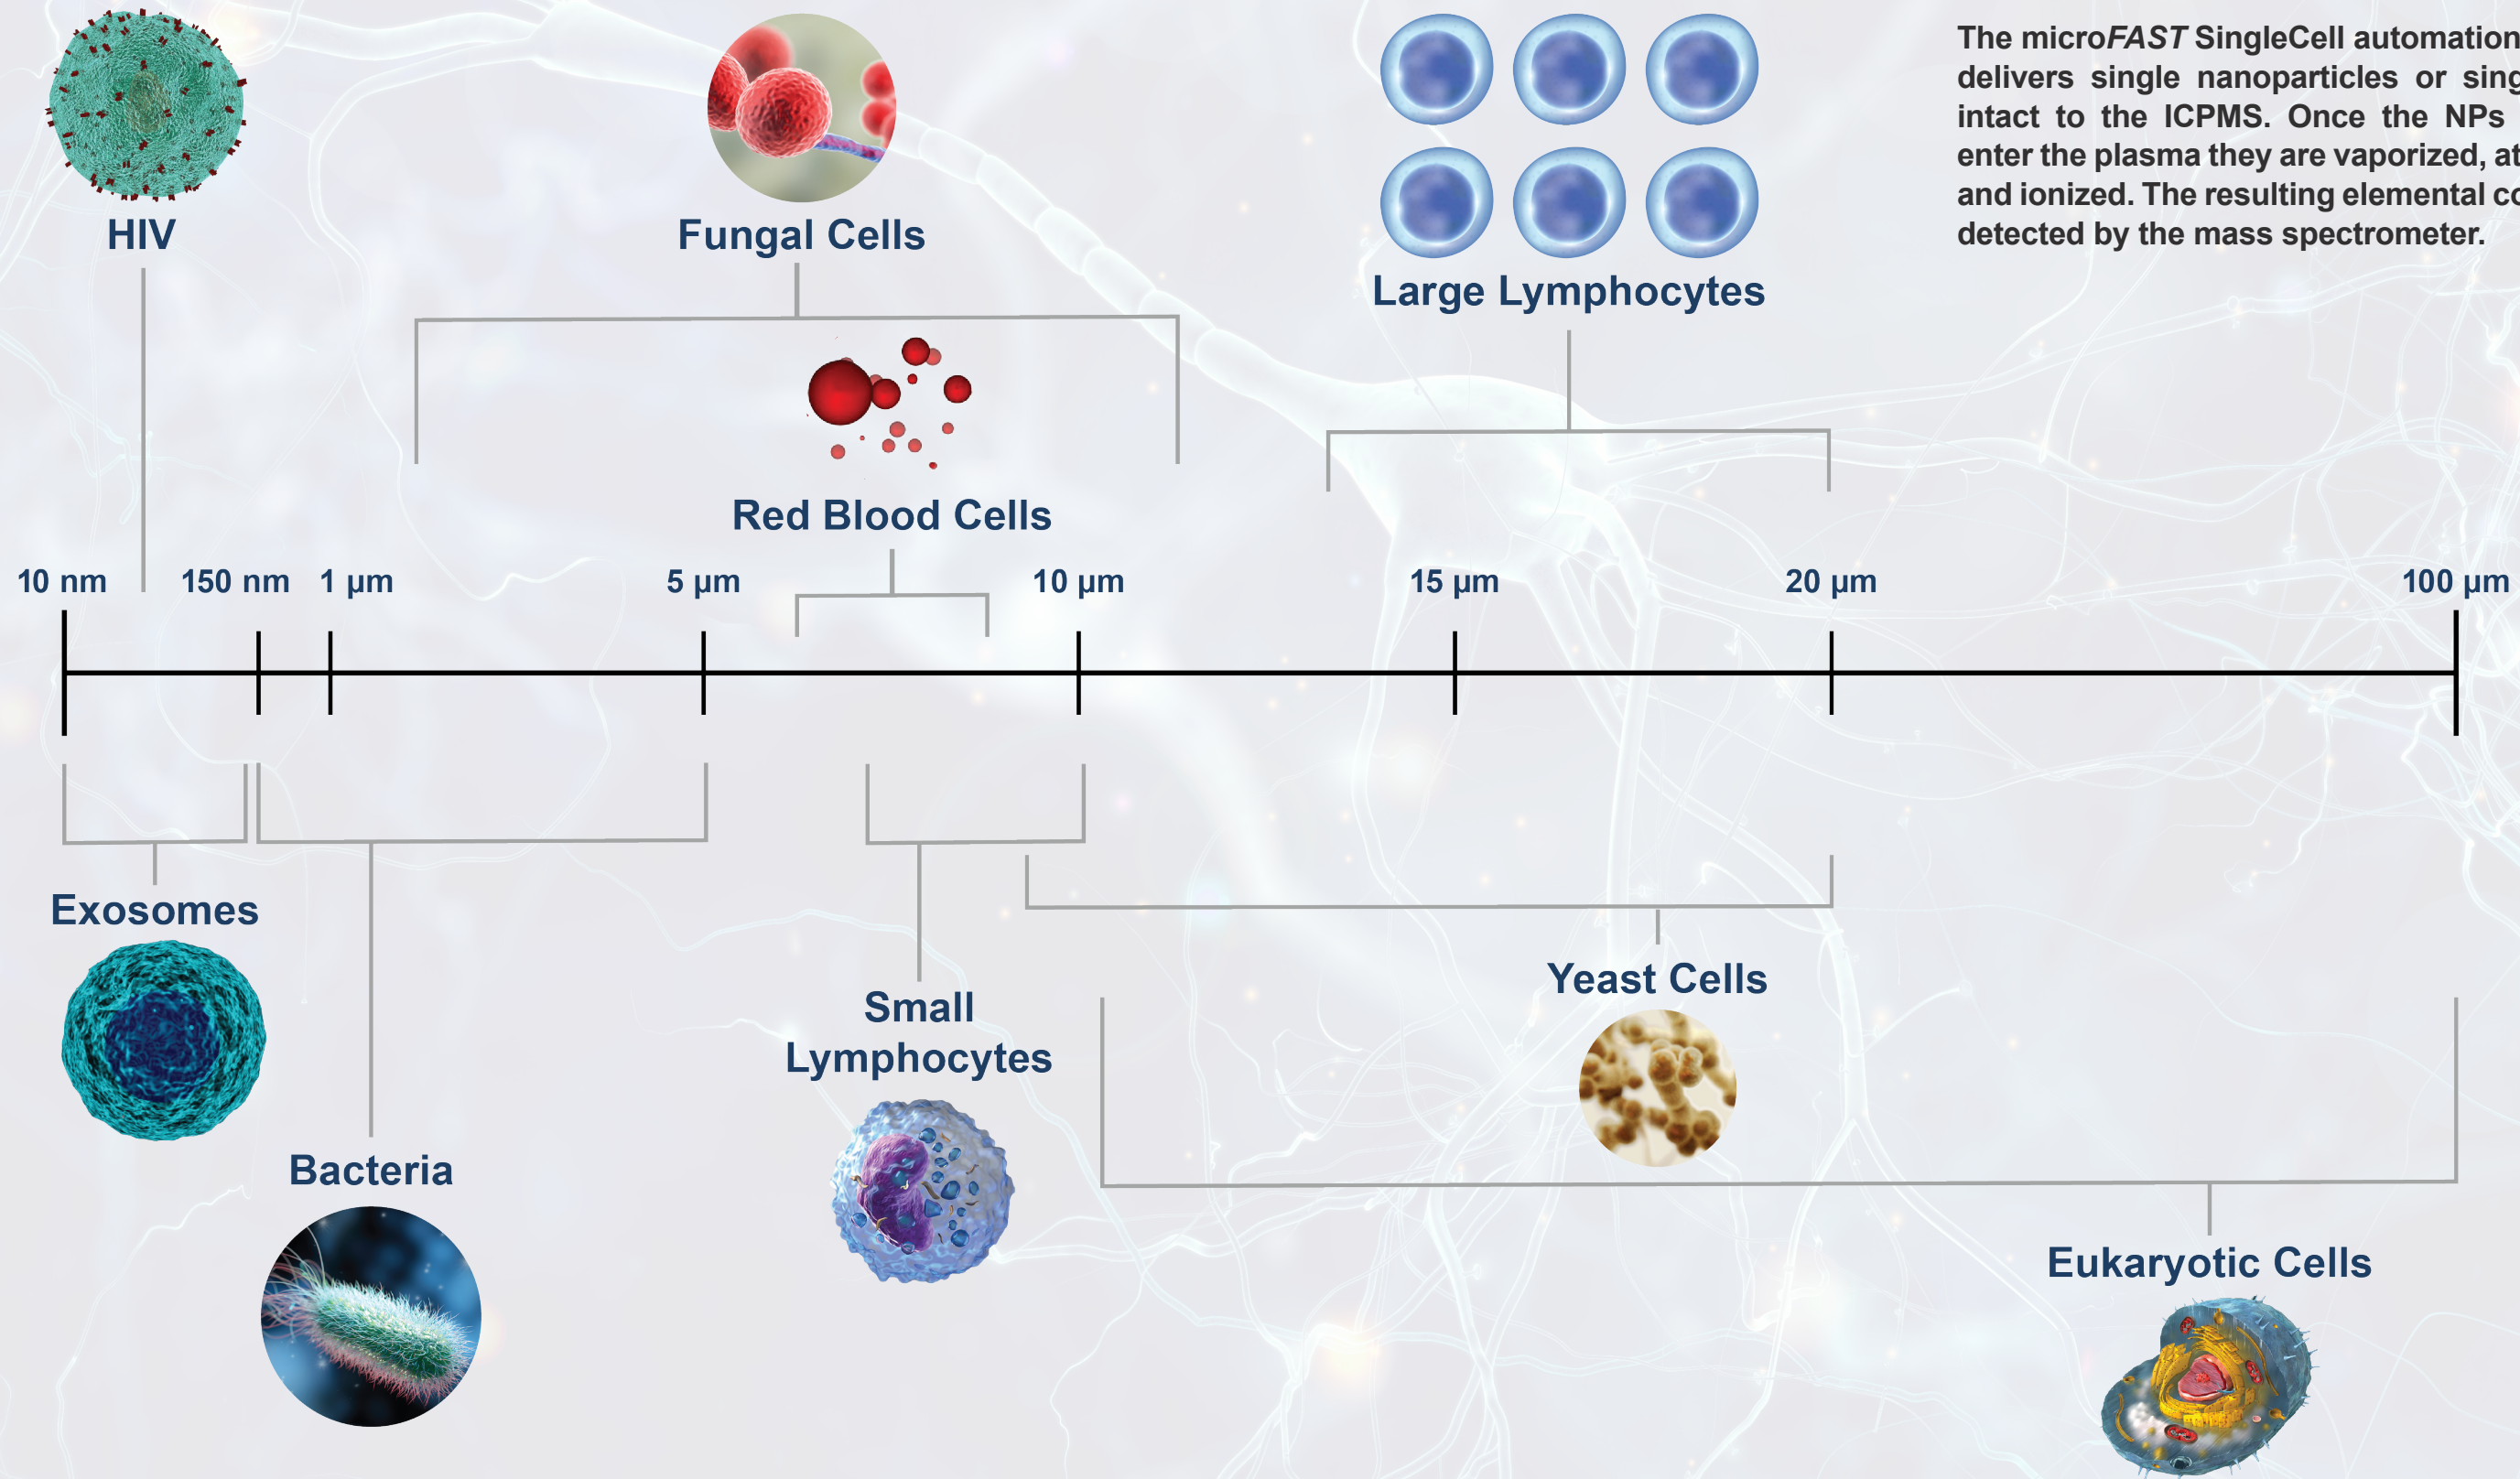 The microFAST SingleCell automation
delivers single nanoparticles or
intact to the ICPMS. Once the NPs
enter the plasma they are vaporized,
and ionized. The resulting elemental
detected by the mass spectrometer.
HIV
Fungal Cells
Large Lymphocytes
Red Blood Cells
10 nm 150 nm 1 µm 5 µm 10 µm 15 µm 20 µm 100 µm
Exosomes
Yeast Cells
Small
Lymphocytes
Bacteria
Eukaryotic Cells